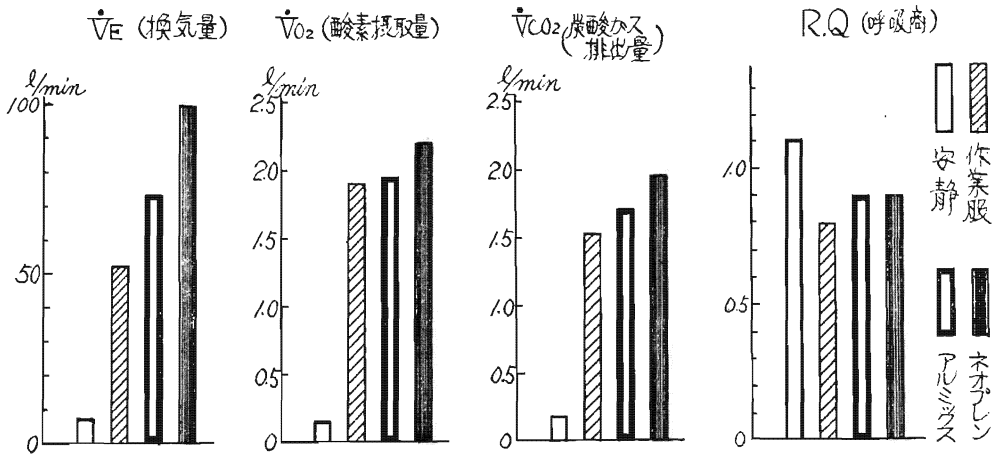 V̇E (換気量)
l/min
100
50
0
V̇O₂ (酸素摂取量)
l/min
2.5
2.0
1.5
1.0
0.5
0
V̇CO₂ (炭酸ガス
排出量)
l/min
2.5
2.0
1.5
1.0
0.5
0
R.Q (呼吸商)
1.0
0.5
0
安静
作業服
アルミックス
ネオプレン